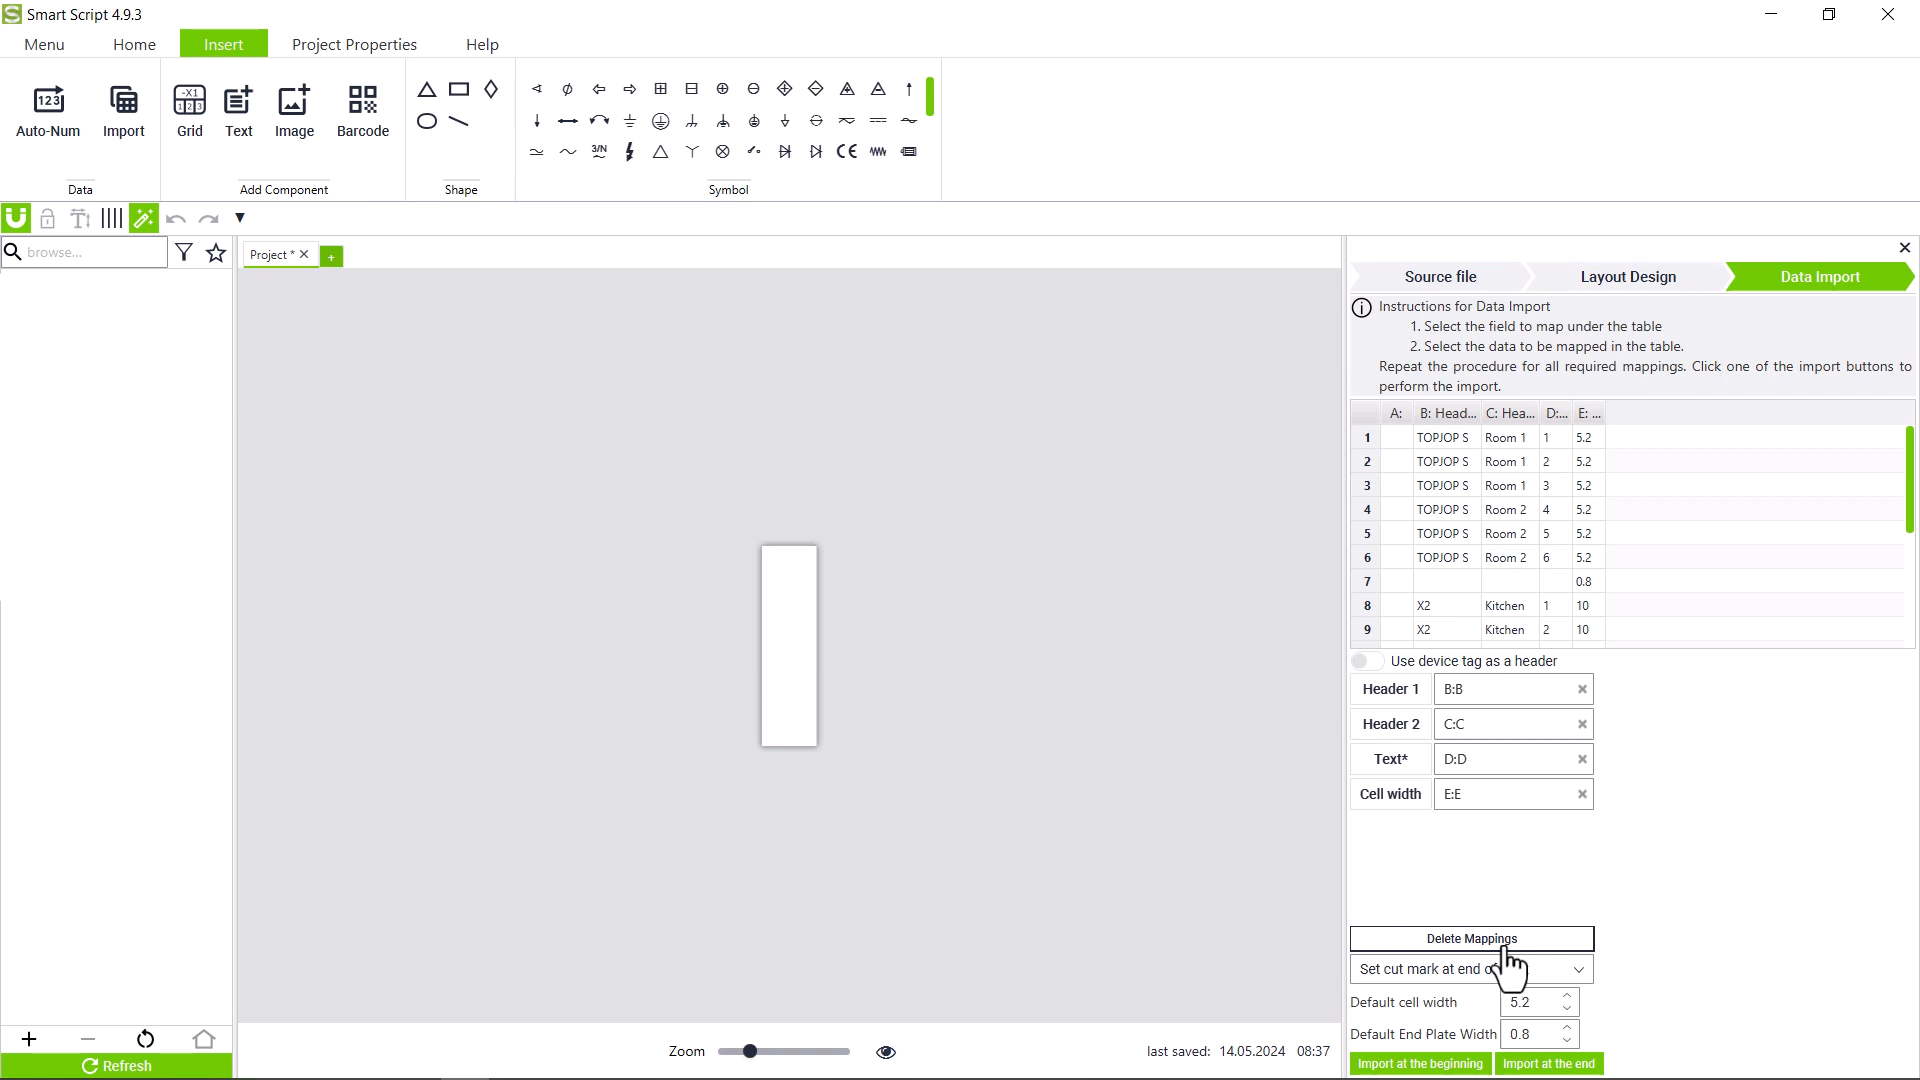 Smart Script 4.9.3
Menu Home Insert Project Properties Help
123 -X1 1 2 3
Auto-Num Import Grid Text Image Barcode
3/N CE
Data Add Component Shape Symbol
browse...
Project * +
Source file Layout Design Data Import
Instructions for Data Import
1. Select the field to map under the table
2. Select the data to be mapped in the table.
Repeat the procedure for all required mappings. Click one of the import buttons to
perform the import.
A: B: Head... C: Hea... D:... E: ...
1 TOPJOP S Room 1 1 5.2
2 TOPJOP S Room 1 2 5.2
3 TOPJOP S Room 1 3 5.2
4 TOPJOP S Room 2 4 5.2
5 TOPJOP S Room 2 5 5.2
6 TOPJOP S Room 2 6 5.2
7 0.8
8 X2 Kitchen 1 10
9 X2 Kitchen 2 10
Use device tag as a header
Header 1 B:B
Header 2 C:C
Text* D:D
Cell width E:E
Delete Mappings
Set cut mark at end
Default cell width 5.2
Default End Plate Width 0.8
Import at the beginning Import at the end
Zoom last saved: 14.05.2024 08:37
Refresh